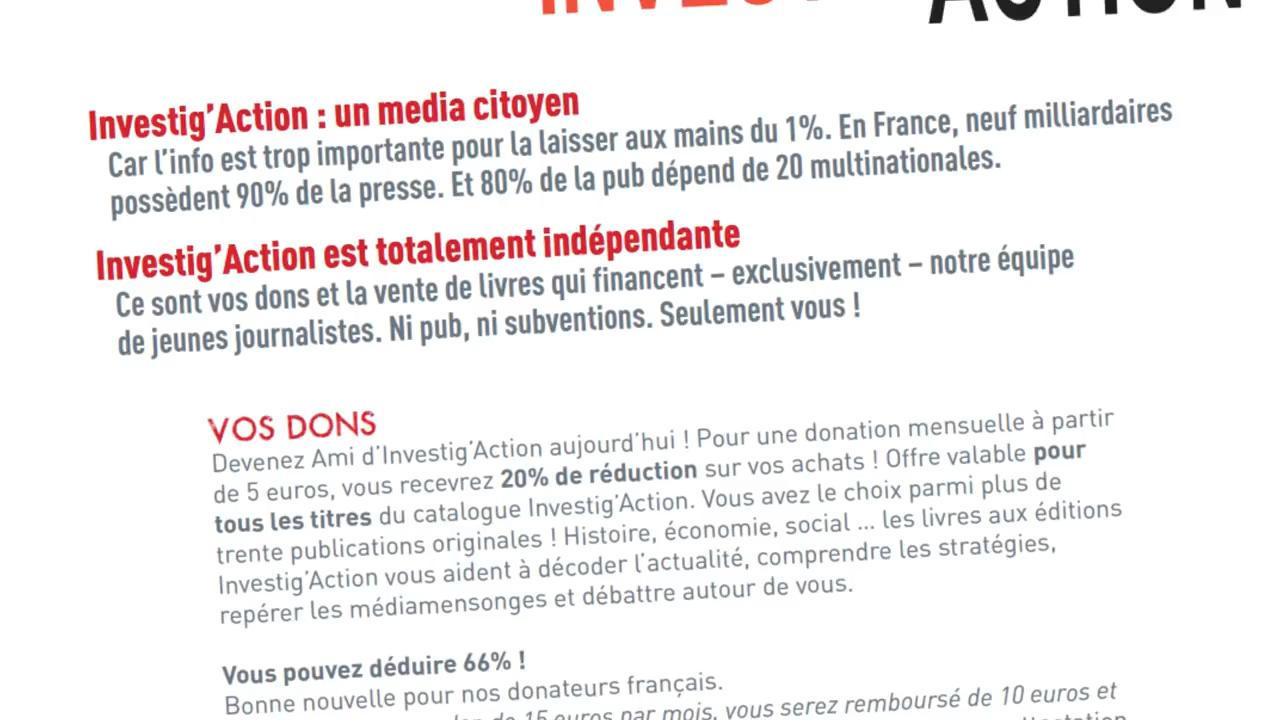 ACTION
Investig’Action : un media citoyen
Car l’info est trop importante pour la laisser aux mains du 1%. En France, neuf milliardaires
possèdent 90% de la presse. Et 80% de la pub dépend de 20 multinationales.
Investig’Action est totalement indépendante
Ce sont vos dons et la vente de livres qui financent – exclusivement – notre équipe
de jeunes journalistes. Ni pub, ni subventions. Seulement vous !
VOS DONS
Devenez Ami d’Investig’Action aujourd’hui ! Pour une donation mensuelle à partir
de 5 euros, vous recevrez 20% de réduction sur vos achats ! Offre valable pour
tous les titres du catalogue Investig’Action. Vous avez le choix parmi plus de
trente publications originales ! Histoire, économie, social ... les livres aux éditions
Investig’Action vous aident à décoder l’actualité, comprendre les stratégies,
repérer les médiamensonges et débattre autour de vous.
Vous pouvez déduire 66% !
Bonne nouvelle pour nos donateurs français.
de 15 euros par mois, vous serez remboursé de 10 euros et